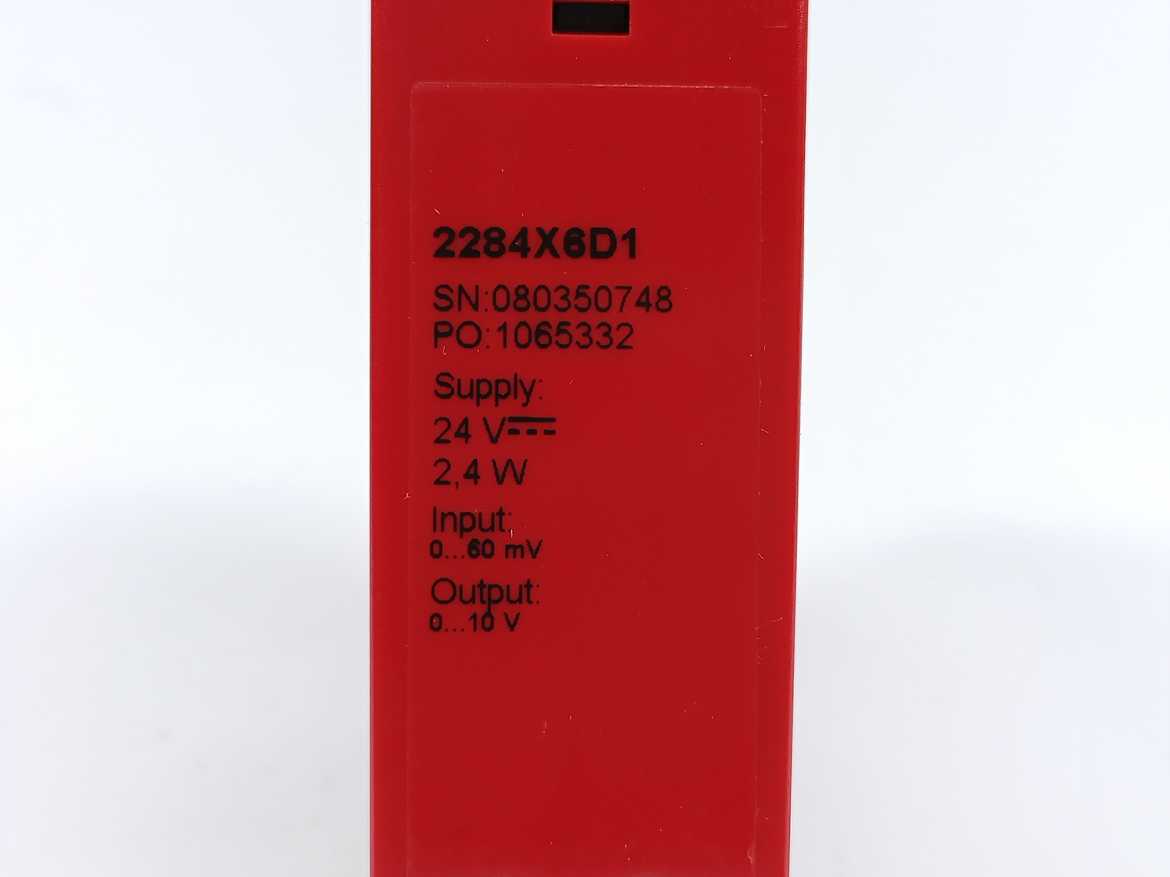 2284X6D1
SN:080350748
PO:1065332
Supply:
24 V⎓
2,4 W
Input:
0...60 mV
Output:
0...10 V